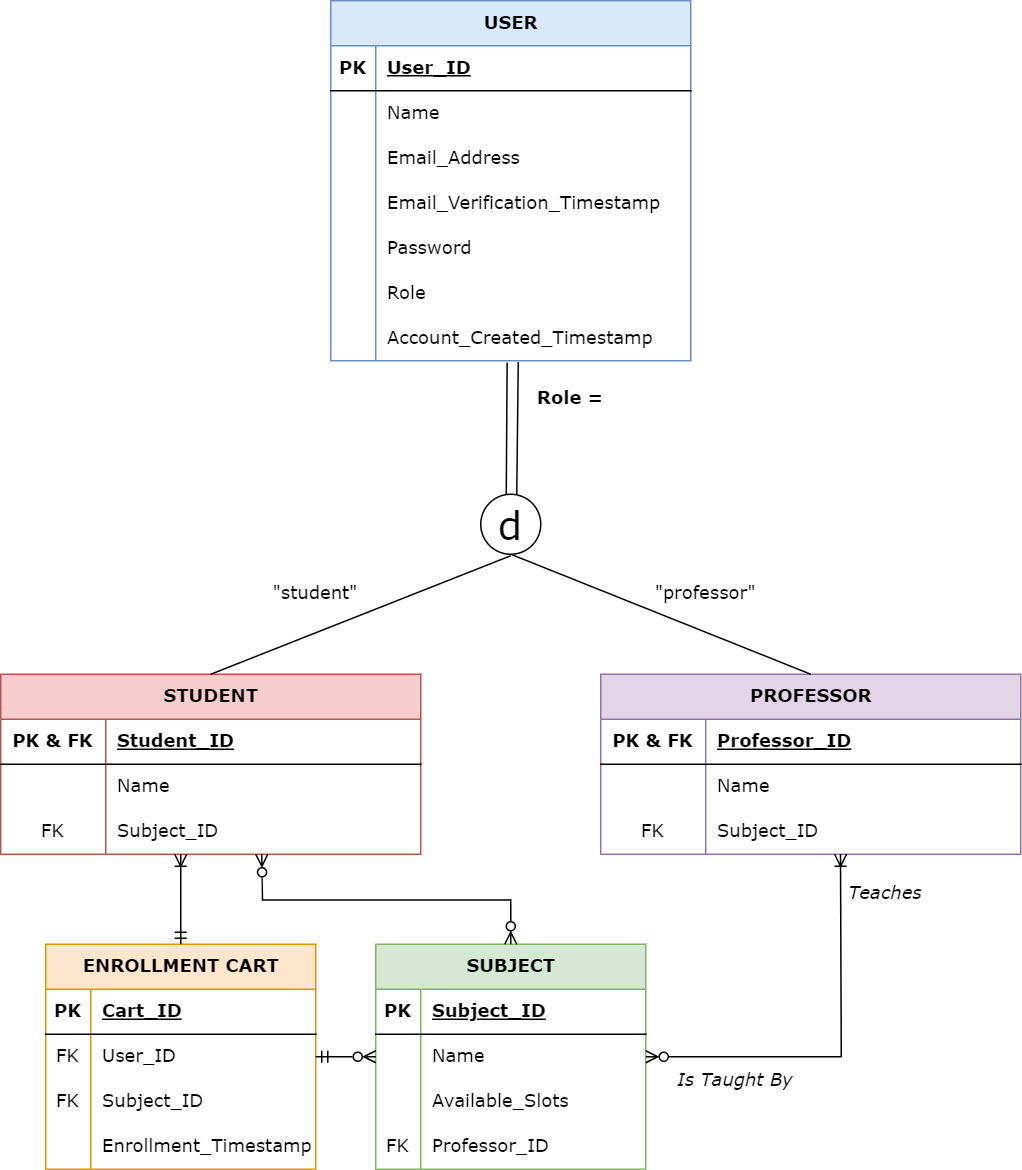 USER
PK User_ID
Name
Email_Address
Email_Verification_Timestamp
Password
Role
Account_Created_Timestamp
Role =
d
"student"
"professor"
STUDENT
PK & FK Student_ID
Name
FK Subject_ID
PROFESSOR
PK & FK Professor_ID
Name
FK Subject_ID
Teaches
ENROLLMENT CART
PK Cart_ID
FK User_ID
FK Subject_ID
Enrollment_Timestamp
SUBJECT
PK Subject_ID
Name
Available_Slots
FK Professor_ID
Is Taught By